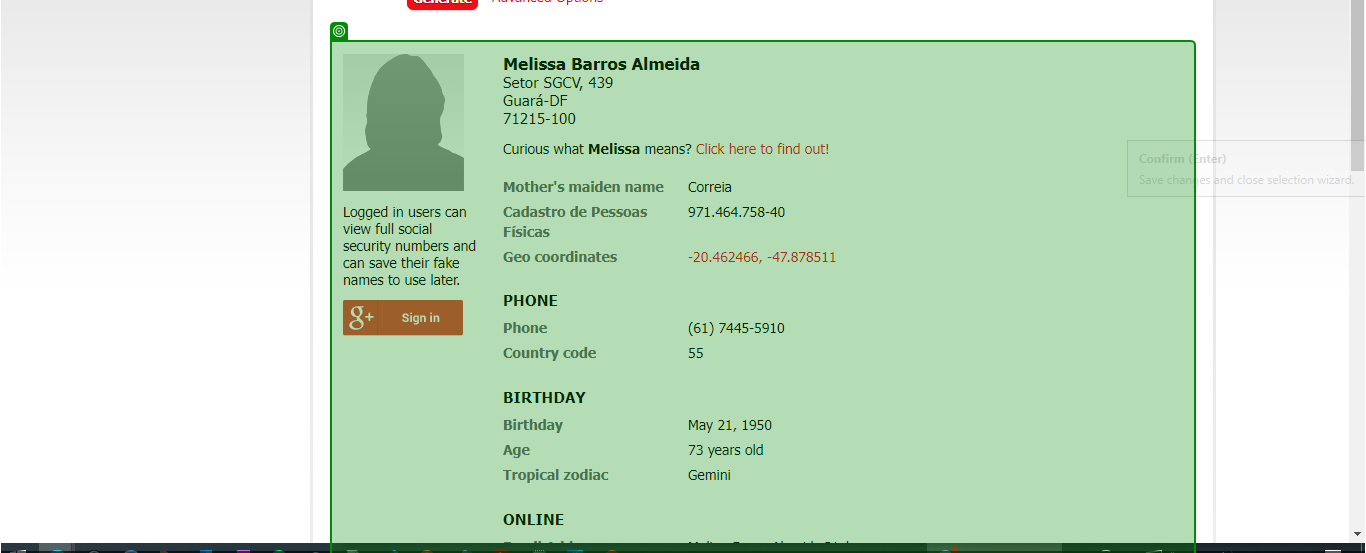 Generate Advanced Options
Melissa Barros Almeida
Setor SGCV, 439
Guará-DF
71215-100
Curious what Melissa means? Click here to find out!
Confirm (Enter)
Save changes and close selection wizard.
Mother's maiden name Correia
Cadastro de Pessoas Físicas 971.464.758-40
Geo coordinates -20.462466, -47.878511
Logged in users can
view full social
security numbers and
can save their fake
names to use later.
g+ Sign in
PHONE
Phone (61) 7445-5910
Country code 55
BIRTHDAY
Birthday May 21, 1950
Age 73 years old
Tropical zodiac Gemini
ONLINE